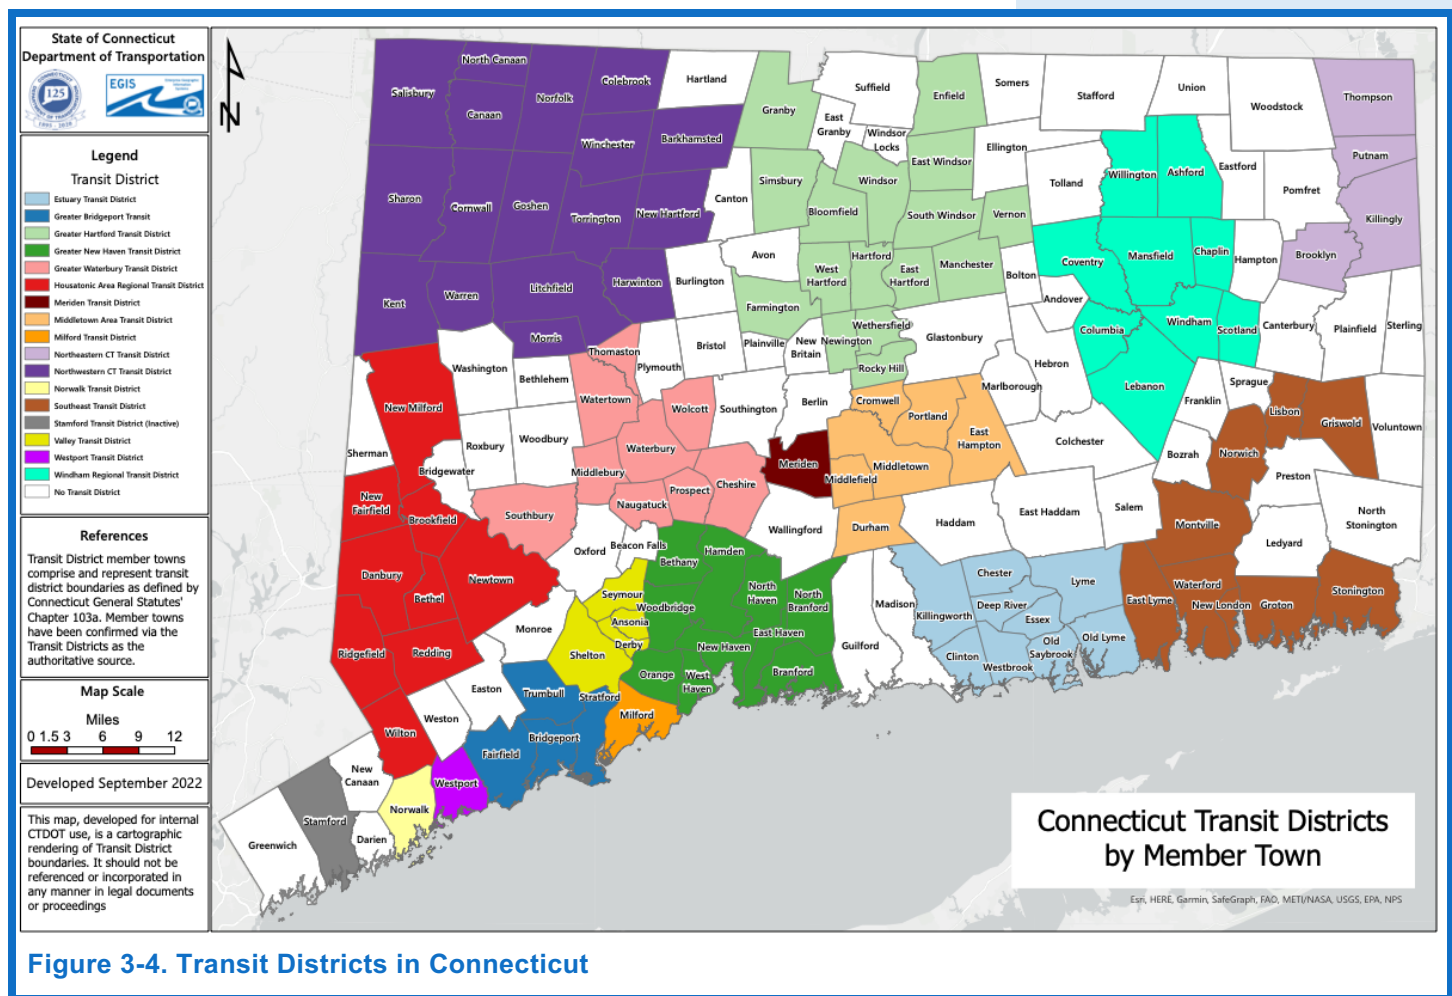 State of Connecticut
Department of Transportation
125
EGIS
N
Legend
Transit District
Estuary Transit District
Greater Bridgeport Transit
Greater Hartford Transit District
Greater New Haven Transit District
Greater Waterbury Transit District
Housatonic Area Regional Transit District
Meriden Transit District
Middletown Area Transit District
Milford Transit District
Northeastern CT Transit District
Northwestern CT Transit District
Norwalk Transit District
Southeast Transit District
Stamford Transit District (Inactive)
Valley Transit District
Westport Transit District
Windham Regional Transit District
No Transit District
References
Transit District member towns
comprise and represent transit
district boundaries as defined by
Connecticut General Statutes'
Chapter 103a. Member towns
have been confirmed via the
Transit Districts as the
authoritative source.
Map Scale
Miles
0 1.5 3 6 9 12
Developed September 2022
This map, developed for internal
CTDOT use, is a cartographic
rendering of Transit District
boundaries. It should not be
referenced or incorporated in
any manner in legal documents
or proceedings
Salisbury
North Canaan
Canaan
Norfolk
Colebrook
Hartland
Granby
Suffield
East
Granby
Windsor
Locks
Enfield
Somers
Stafford
Union
Woodstock
Thompson
Winchester
Barkhamsted
East Windsor
Ellington
Tolland
Willington
Ashford
Eastford
Pomfret
Putnam
Sharon
Cornwall
Goshen
Torrington
New Hartford
Canton
Simsbury
Bloomfield
Windsor
South Windsor
Vernon
Killingly
Kent
Warren
Litchfield
Harwinton
Burlington
Avon
West
Hartford
Hartford
East
Hartford
Manchester
Bolton
Coventry
Mansfield
Chaplin
Hampton
Brooklyn
Morris
Farmington
Andover
Columbia
Windham
Scotland
Canterbury
Plainfield
Sterling
Washington
Bethlehem
Thomaston
Plymouth
Bristol
Plainville
New
Britain
Newington
Wethersfield
Rocky Hill
Glastonbury
Hebron
Marlborough
Lebanon
Franklin
Sprague
Lisbon
Griswold
Voluntown
New Milford
Sherman
Roxbury
Woodbury
Watertown
Wolcott
Southington
Berlin
Cromwell
Portland
East
Hampton
Colchester
Bozrah
Norwich
Preston
North
Stonington
Bridgewater
Waterbury
Middlebury
Meriden
Middletown
Middlefield
New
Fairfield
Brookfield
Southbury
Naugatuck
Prospect
Cheshire
Wallingford
Durham
Haddam
East Haddam
Salem
Montville
Ledyard
Danbury
Bethel
Newtown
Oxford
Beacon Falls
Bethany
Hamden
North
Haven
North
Branford
Madison
Killingworth
Chester
Deep River
Essex
Lyme
East Lyme
Waterford
New London
Groton
Stonington
Ridgefield
Redding
Monroe
Seymour
Ansonia
Derby
Shelton
Woodbridge
New Haven
East Haven
Branford
Guilford
Clinton
Westbrook
Old
Saybrook
Old Lyme
Wilton
Weston
Easton
Trumbull
Stratford
Orange
West
Haven
Milford
Bridgeport
Fairfield
New
Canaan
Westport
Norwalk
Darien
Stamford
Greenwich
Connecticut Transit Districts
by Member Town
Esri, HERE, Garmin, SafeGraph, FAO, METI/NASA, USGS, EPA, NPS
Figure 3-4. Transit Districts in Connecticut